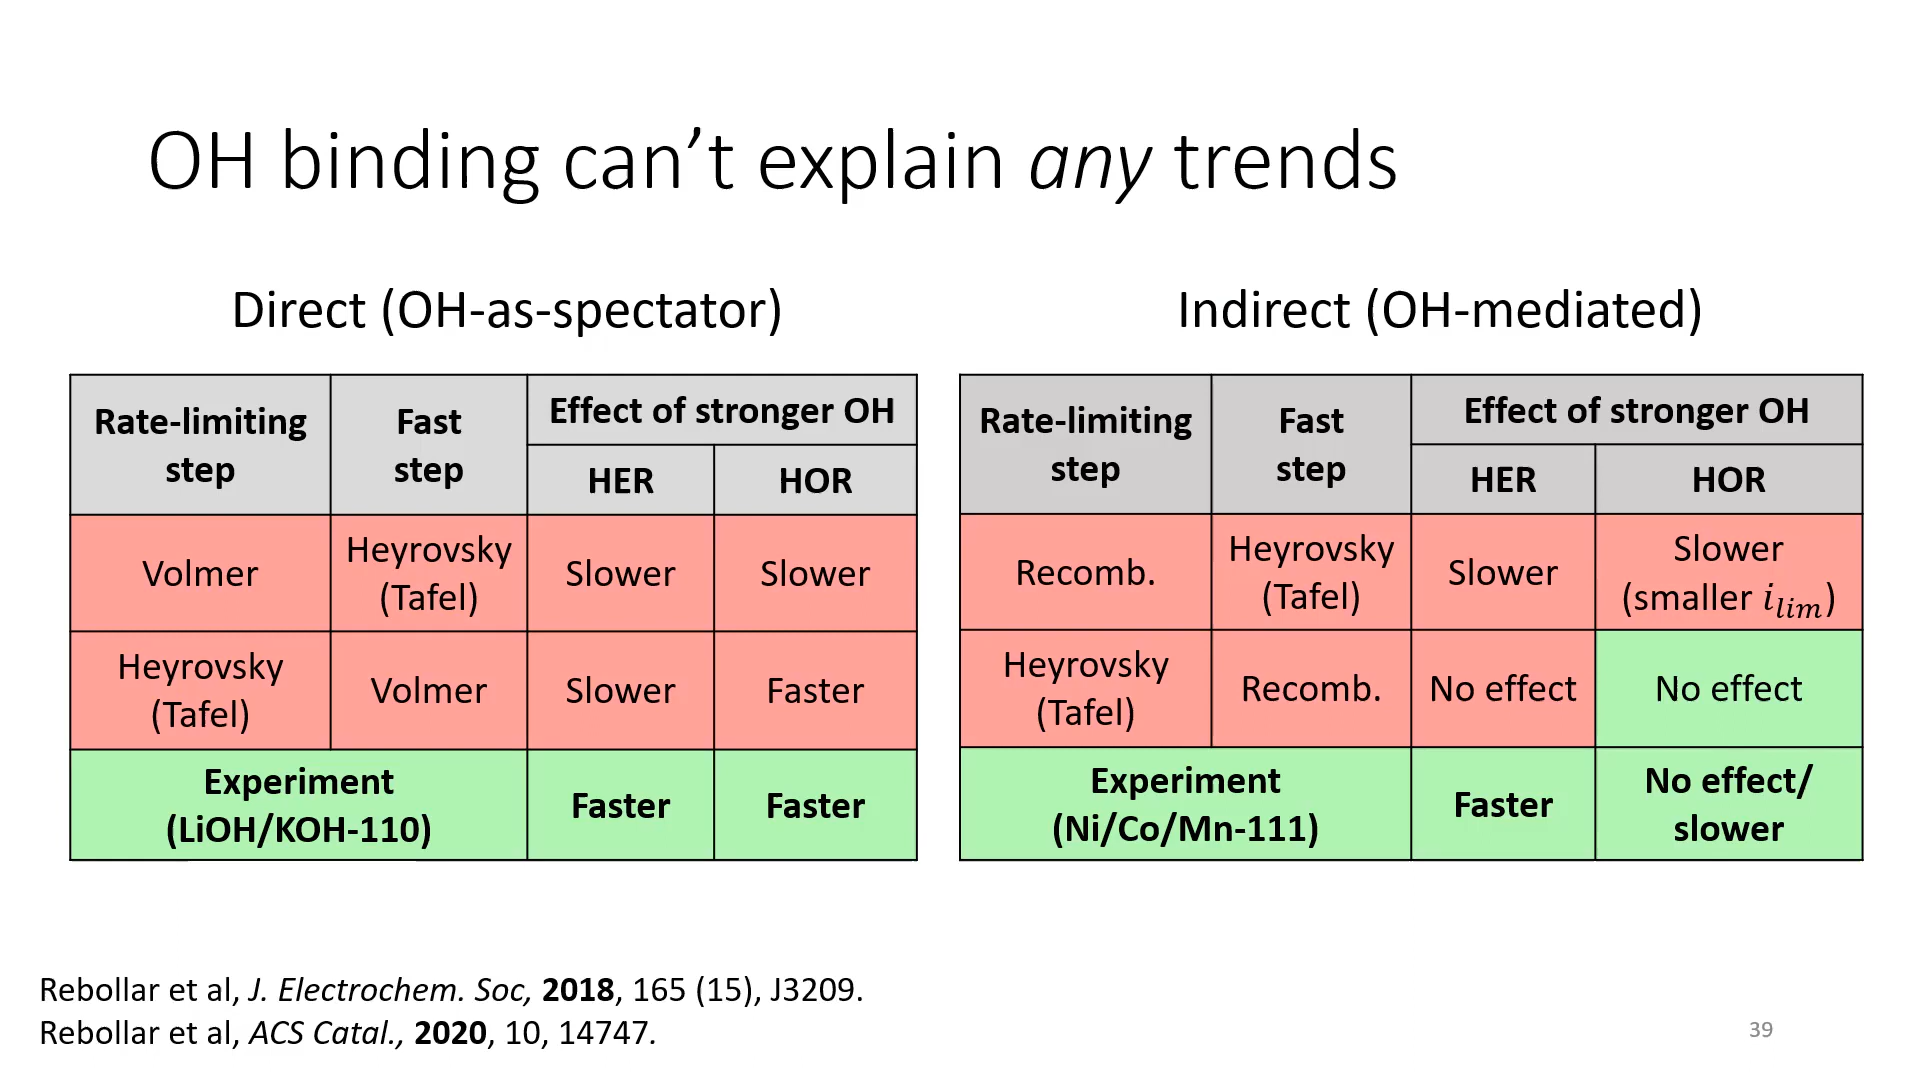 OH binding can’t explain any trends
Direct (OH-as-spectator)
Rate-limiting
step
Fast
step
Effect of stronger OH
HER
HOR
Volmer
Heyrovsky
(Tafel)
Slower
Slower
Heyrovsky
(Tafel)
Volmer
Slower
Faster
Experiment
(LiOH/KOH-110)
Faster
Faster
Indirect (OH-mediated)
Rate-limiting
step
Fast
step
Effect of stronger OH
HER
HOR
Recomb.
Heyrovsky
(Tafel)
Slower
Slower
(smaller i_lim)
Heyrovsky
(Tafel)
Recomb.
No effect
No effect
Experiment
(Ni/Co/Mn-111)
Faster
No effect/
slower
Rebollar et al, J. Electrochem. Soc, 2018, 165 (15), J3209.
Rebollar et al, ACS Catal., 2020, 10, 14747.
39